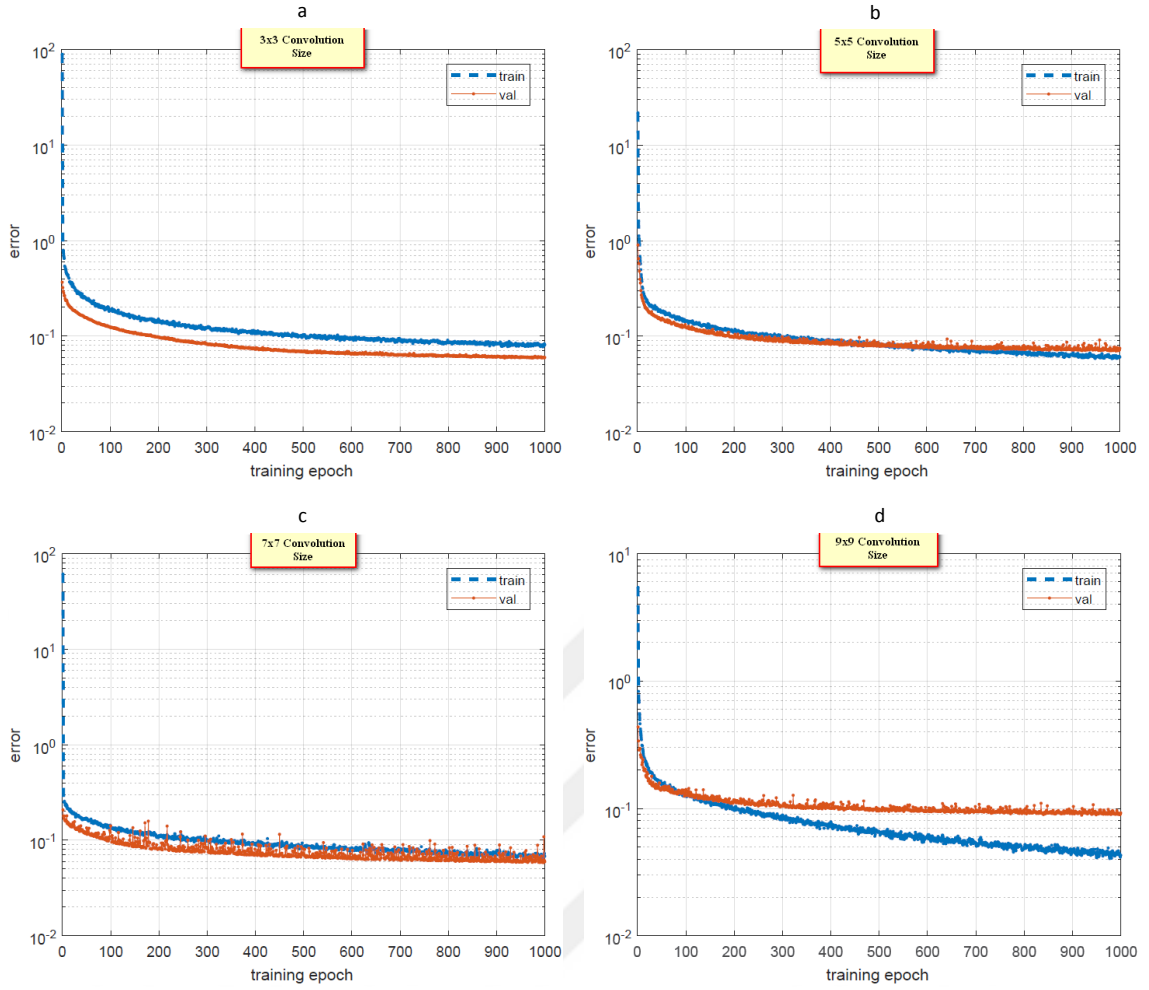 a
3x3 Convolution
Size
10^2
10^1
10^0
10^-1
10^-2
error
train
val
0 100 200 300 400 500 600 700 800 900 1000
training epoch
b
5x5 Convolution
Size
10^2
10^1
10^0
10^-1
10^-2
error
train
val
0 100 200 300 400 500 600 700 800 900 1000
training epoch
c
7x7 Convolution
Size
10^2
10^1
10^0
10^-1
10^-2
error
train
val
0 100 200 300 400 500 600 700 800 900 1000
training epoch
d
9x9 Convolution
Size
10^1
10^0
10^-1
10^-2
error
train
val
0 100 200 300 400 500 600 700 800 900 1000
training epoch